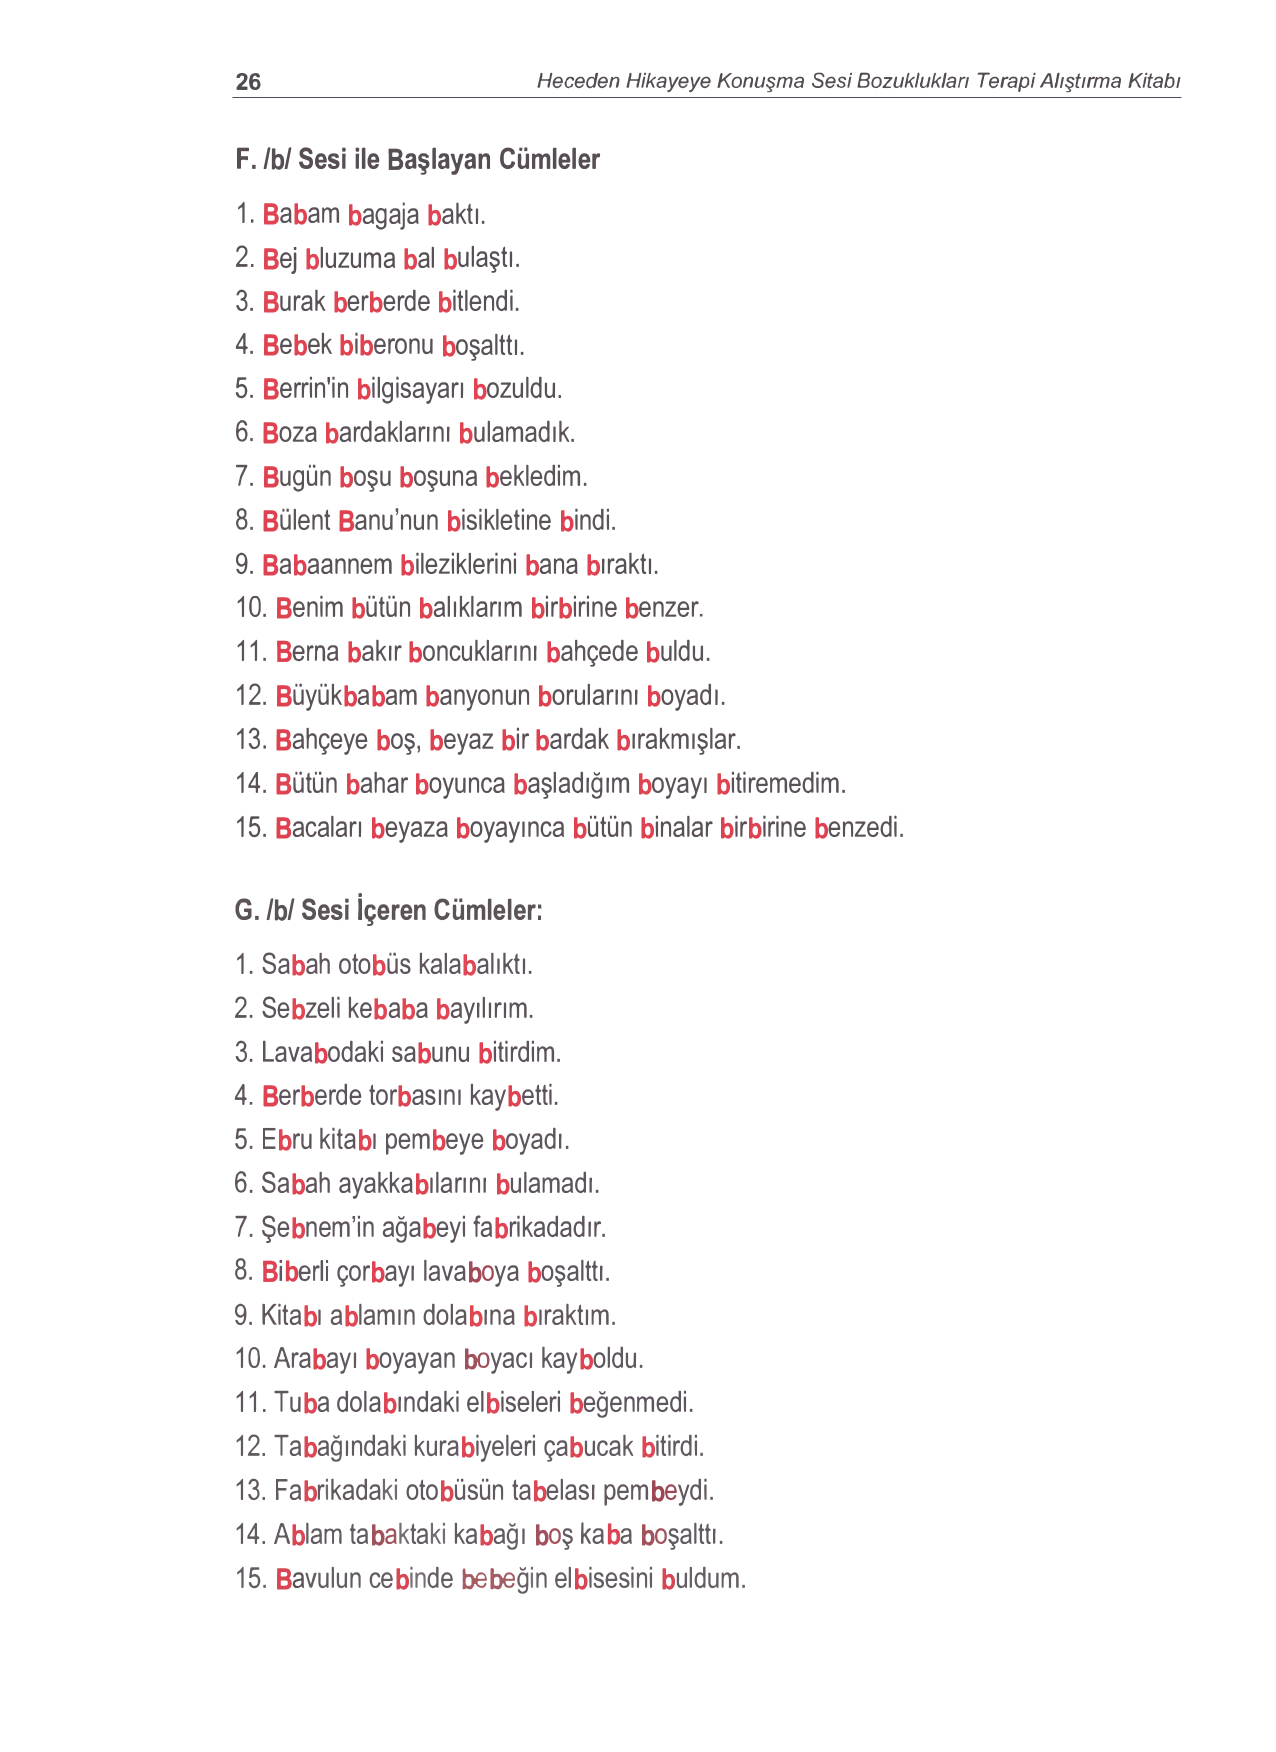 26 Heceden Hikayeye Konuşma Sesi Bozuklukları Terapi Alıştırma Kitabı
F. /b/ Sesi ile Başlayan Cümleler
1. Babam bagaja baktı.
2. Bej bluzuma bal bulaştı.
3. Burak berberde bitlendi.
4. Bebek biberonu boşalttı.
5. Berrin'in bilgisayarı bozuldu.
6. Boza bardaklarını bulamadık.
7. Bugün boşu boşuna bekledim.
8. Bülent Banu’nun bisikletine bindi.
9. Babaannem bileziklerini bana bıraktı.
10. Benim bütün balıklarım birbirine benzer.
11. Berna bakır boncuklarını bahçede buldu.
12. Büyükbabam banyonun borularını boyadı.
13. Bahçeye boş, beyaz bir bardak bırakmışlar.
14. Bütün bahar boyunca başladığım boyayı bitiremedim.
15. Bacaları beyaza boyayınca bütün binalar birbirine benzedi.
G. /b/ Sesi İçeren Cümleler:
1. Sabah otobüs kalabalıktı.
2. Sebzeli kebaba bayılırım.
3. Lavabodaki sabunu bitirdim.
4. Berberde torbasını kaybetti.
5. Ebru kitabı pembeye boyadı.
6. Sabah ayakkabılarını bulamadı.
7. Şebnem’in ağabeyi fabrikadadır.
8. Biberli çorbayı lavaboya boşalttı.
9. Kitabı ablamın dolabına bıraktım.
10. Arabayı boyayan boyacı kayboldu.
11. Tuba dolabındaki elbiseleri beğenmedi.
12. Tabağındaki kurabiyeleri çabucak bitirdi.
13. Fabrikadaki otobüsün tabelası pembeydi.
14. Ablam tabaktaki kabağı boş kaba boşalttı.
15. Bavulun cebinde bebeğin elbisesini buldum.